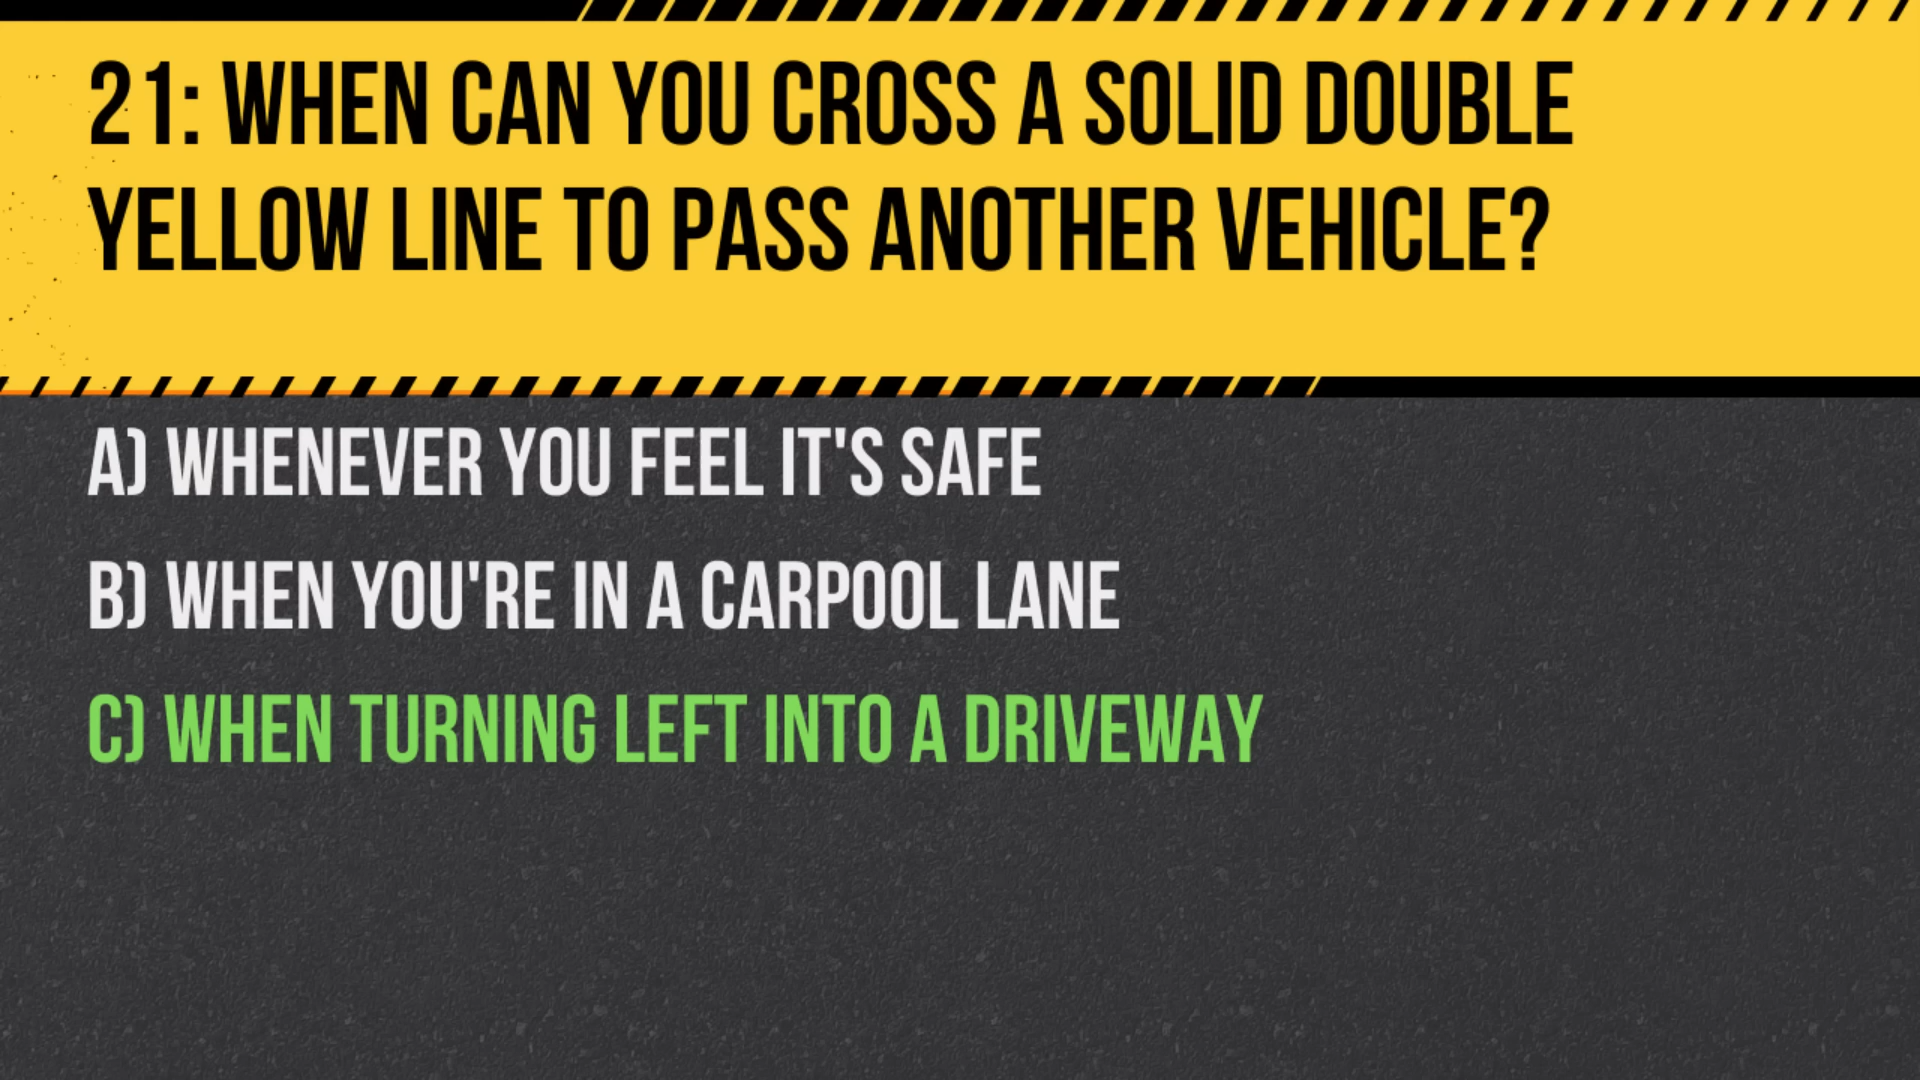 21: WHEN CAN YOU CROSS A SOLID DOUBLE
YELLOW LINE TO PASS ANOTHER VEHICLE?
A) WHENEVER YOU FEEL IT'S SAFE
B) WHEN YOU'RE IN A CARPOOL LANE
C) WHEN TURNING LEFT INTO A DRIVEWAY